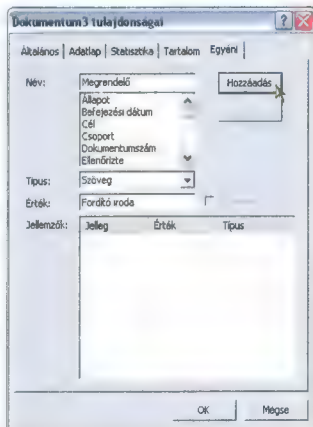 Dokumentum3 tulajdonságai
Általános Adatlap Statisztika Tartalom Egyéni
Név: Megrendelő Hozzáadás
Állapot
Befejezési dátum
Cél
Csoport
Dokumentumszám
Ellenőrizte
Típus: Szöveg
Érték: Fordító iroda
Jellemzők: Jelleg Érték Típus
OK Mégse